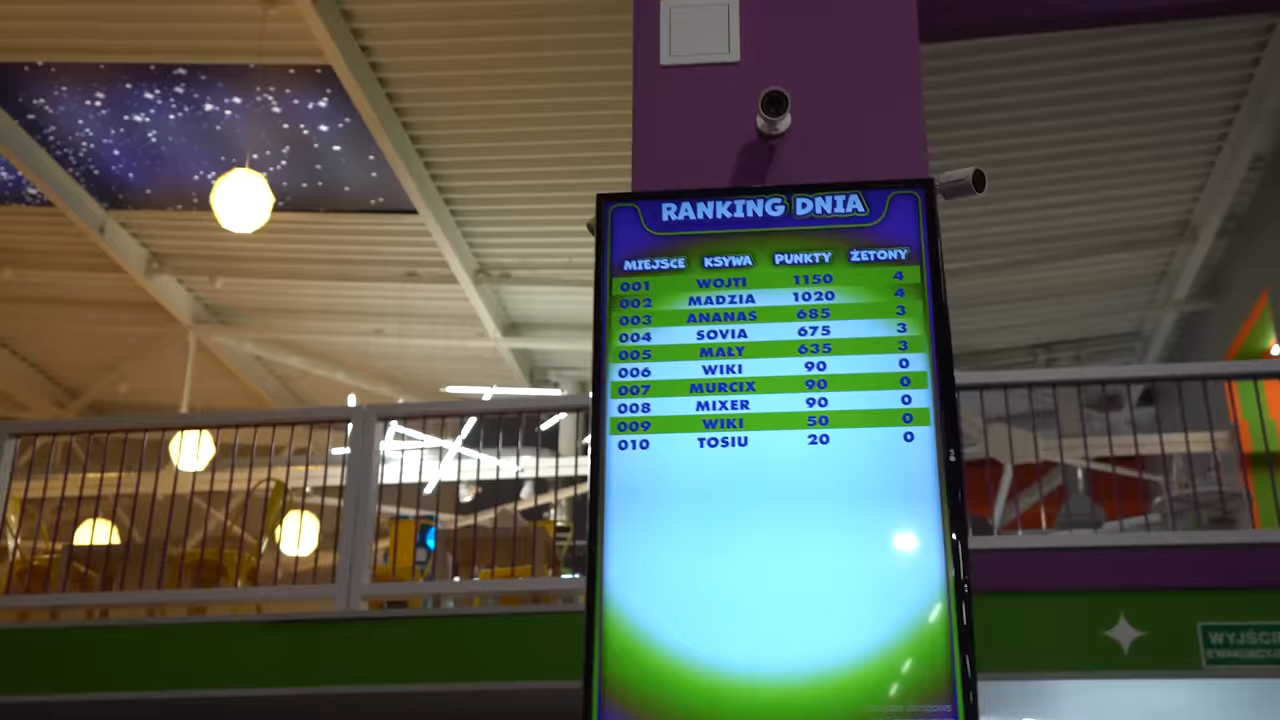 RANKING DNIA
MIEJSCE KSYWA PUNKTY ŻETONY
001 WOJTI 1150 4
002 MADZIA 1020 4
003 ANANAS 685 3
004 SOVIA 675 3
005 MAŁY 635 3
006 WIKI 90 0
007 MURCIX 90 0
008 MIXER 90 0
009 WIKI 50 0
010 TOSIU 20 0
WYJŚCIE